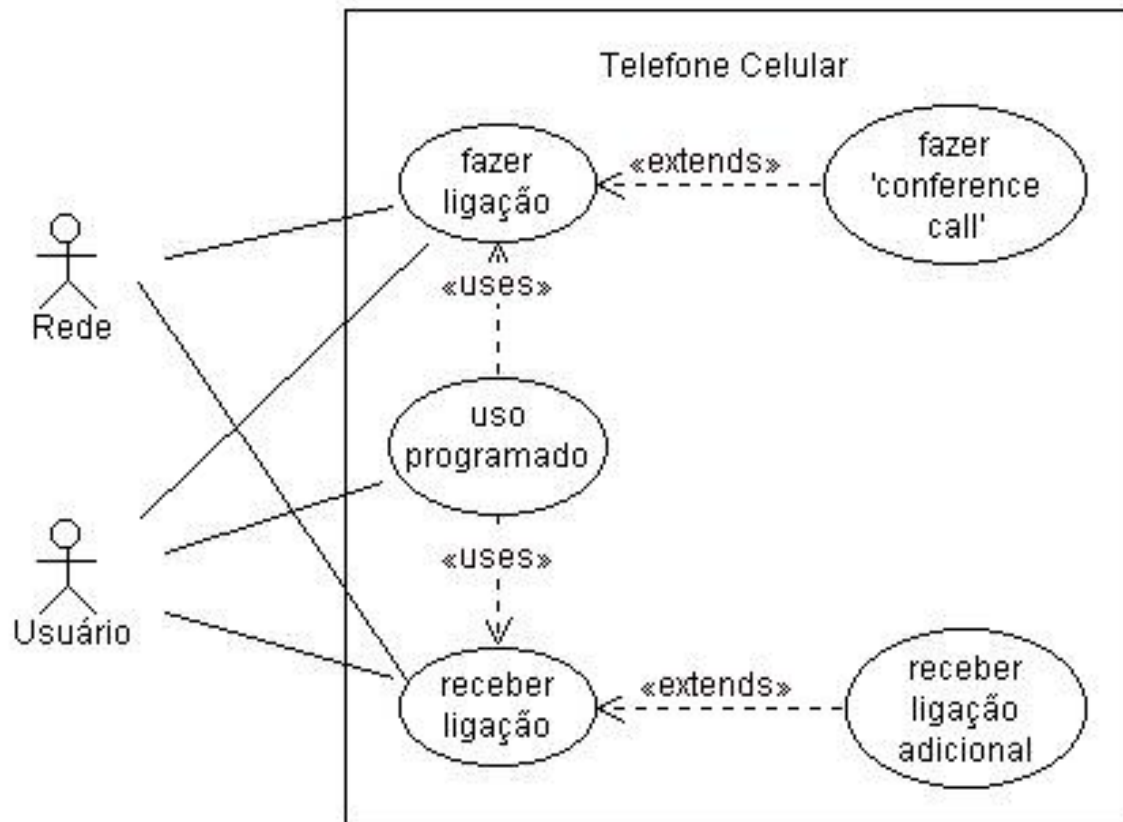 Telefone Celular
fazer
ligação
«extends»
fazer
'conference
call'
Rede
«uses»
uso
programado
Usuário
«uses»
receber
ligação
«extends»
receber
ligação
adicional